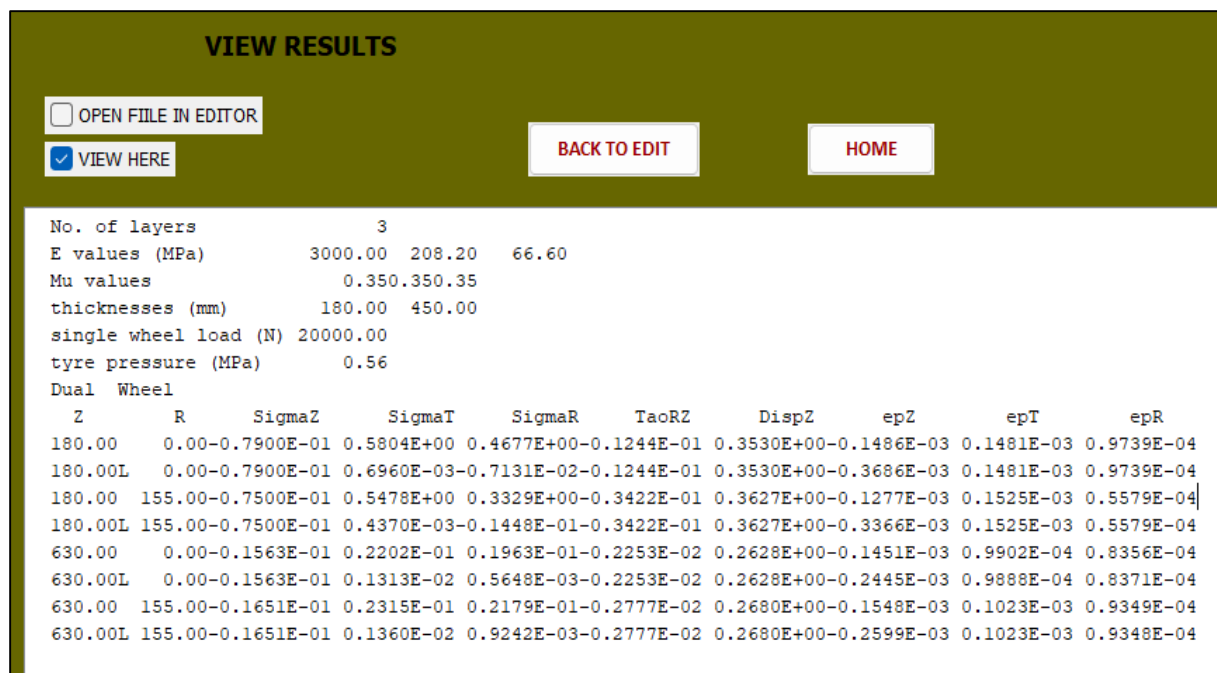 VIEW RESULTS
OPEN FIILE IN EDITOR
VIEW HERE
BACK TO EDIT
HOME
No. of layers 3
E values (MPa) 3000.00 208.20 66.60
Mu values 0.350.350.35
thicknesses (mm) 180.00 450.00
single wheel load (N) 20000.00
tyre pressure (MPa) 0.56
Dual Wheel
Z R SigmaZ SigmaT SigmaR TaoRZ DispZ epZ epT epR
180.00 0.00-0.7900E-01 0.5804E+00 0.4677E+00-0.1244E-01 0.3530E+00-0.1486E-03 0.1481E-03 0.9739E-04
180.00L 0.00-0.7900E-01 0.6960E-03-0.7131E-02-0.1244E-01 0.3530E+00-0.3686E-03 0.1481E-03 0.9739E-04
180.00 155.00-0.7500E-01 0.5478E+00 0.3329E+00-0.3422E-01 0.3627E+00-0.1277E-03 0.1525E-03 0.5579E-04
180.00L 155.00-0.7500E-01 0.4370E-03-0.1448E-01-0.3422E-01 0.3627E+00-0.3366E-03 0.1525E-03 0.5579E-04
630.00 0.00-0.1563E-01 0.2202E-01 0.1963E-01-0.2253E-02 0.2628E+00-0.1451E-03 0.9902E-04 0.8356E-04
630.00L 0.00-0.1563E-01 0.1313E-02 0.5648E-03-0.2253E-02 0.2628E+00-0.2445E-03 0.9888E-04 0.8371E-04
630.00 155.00-0.1651E-01 0.2315E-01 0.2179E-01-0.2777E-02 0.2680E+00-0.1548E-03 0.1023E-03 0.9349E-04
630.00L 155.00-0.1651E-01 0.1360E-02 0.9242E-03-0.2777E-02 0.2680E+00-0.2599E-03 0.1023E-03 0.9348E-04